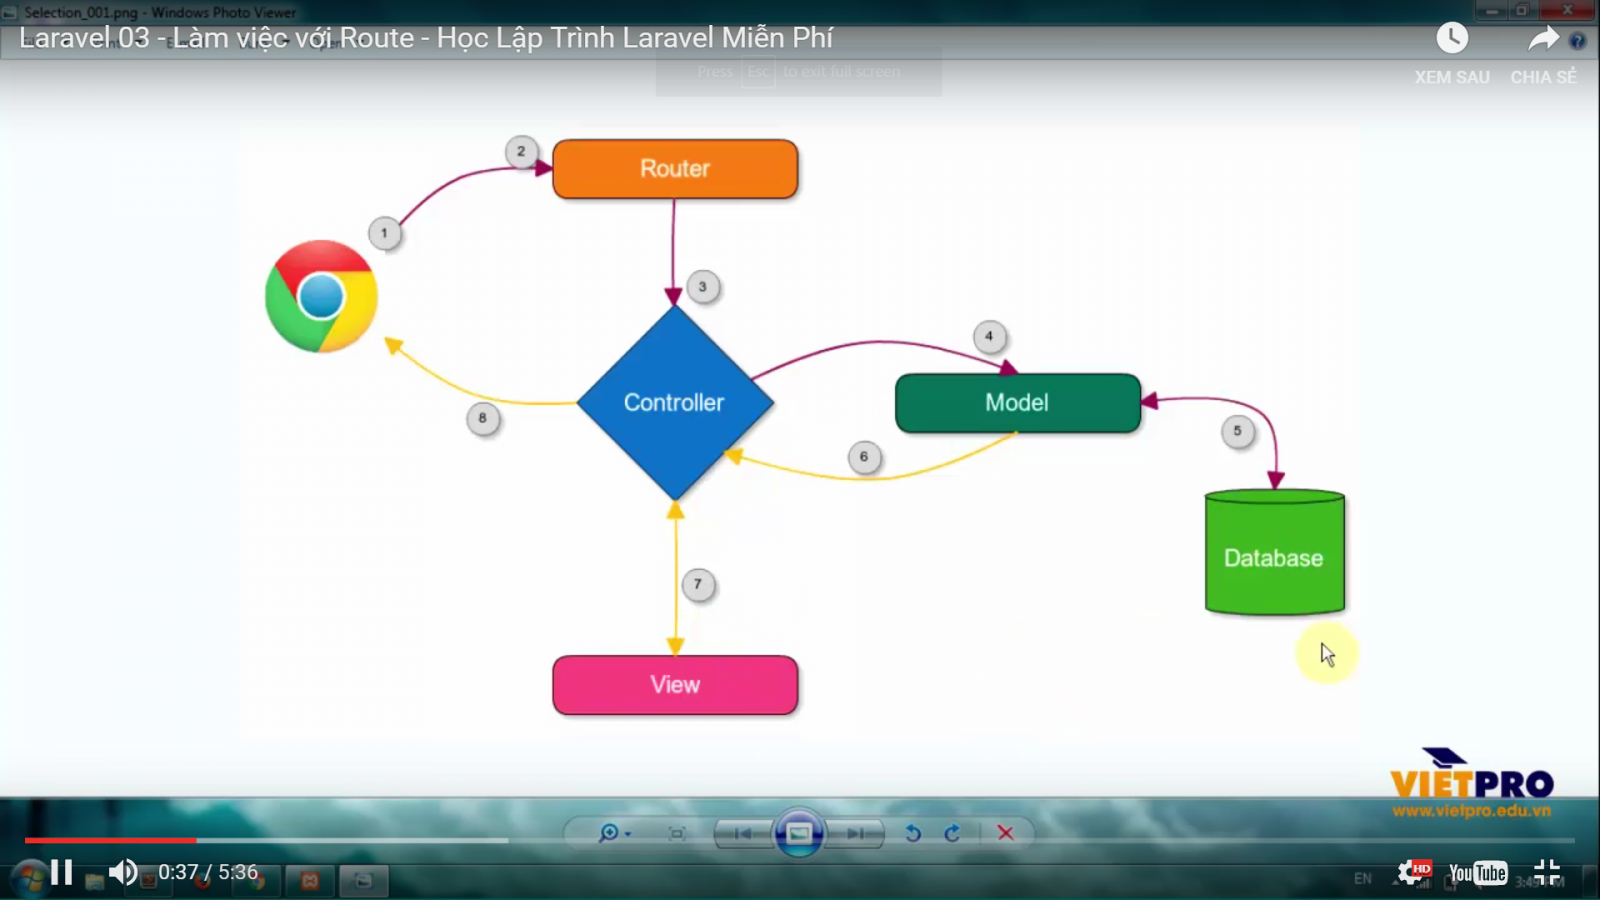 Selection_001.png - Windows Photo Viewer
Laravel 03 - Làm việc với Route - Học Lập Trình Laravel Miễn Phí
Press Esc to exit full screen
XEM SAU CHIA SẺ
2
Router
1
3
4
Controller
Model
8
5
6
Database
7
View
VIETPRO
www.vietpro.edu.vn
0:37 / 5:36
EN
HD
YouTube